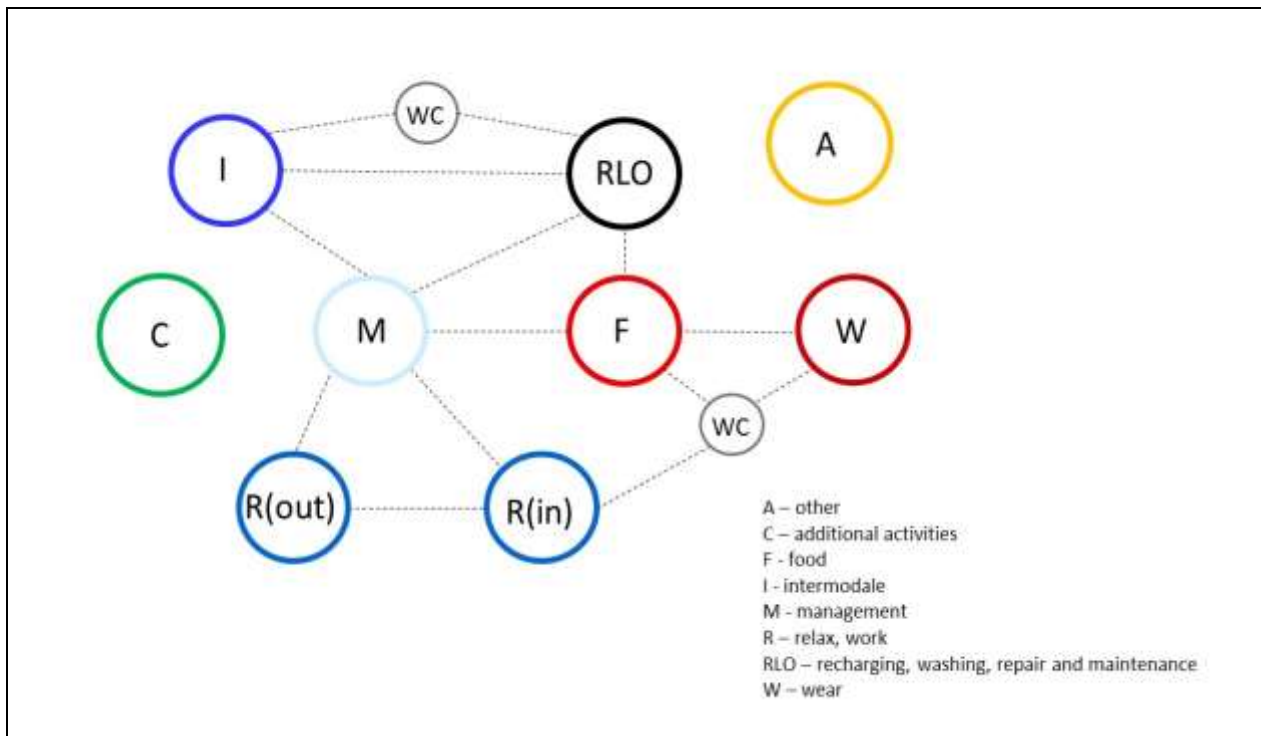 WC
I
RLO
A
C
M
F
W
WC
R(out)
R(in)
A – other
C – additional activities
F - food
I - intermodale
M - management
R – relax, work
RLO – recharging, washing, repair and maintenance
W – wear